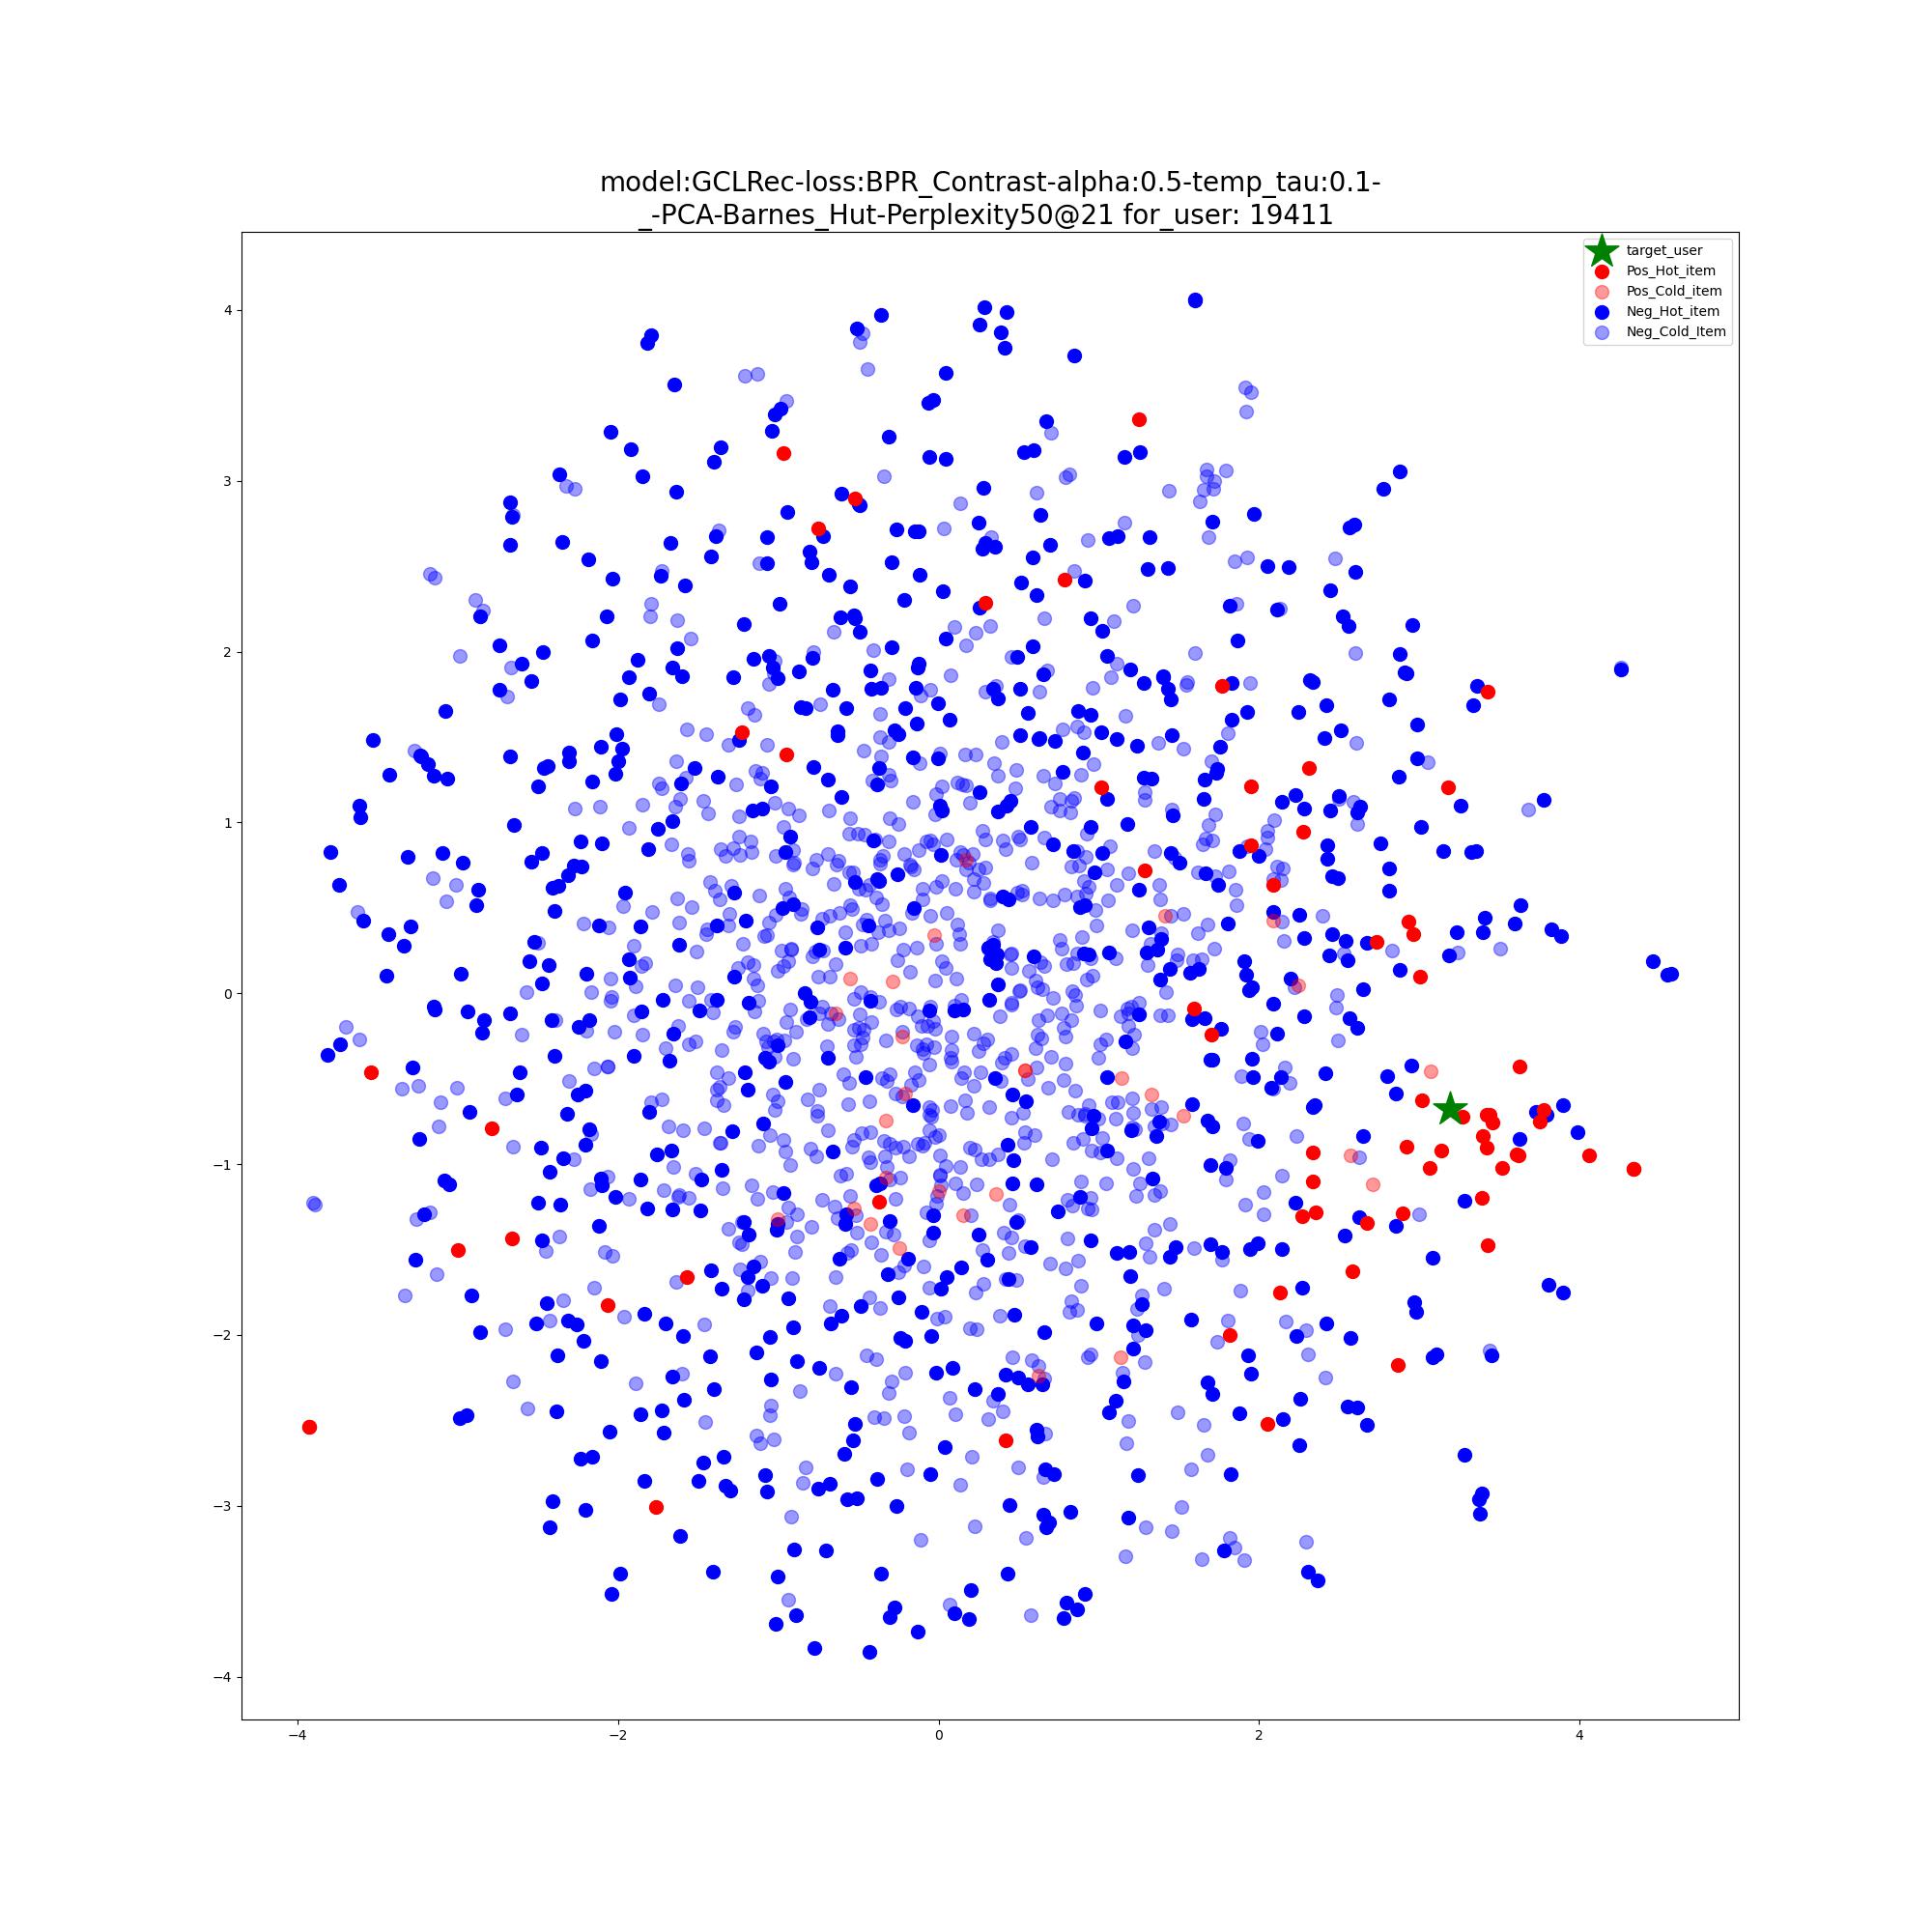 model:GCLRec-loss:BPR_Contrast-alpha:0.5-temp_tau:0.1-
_-PCA-Barnes_Hut-Perplexity50@21 for_user: 19411
target_user
Pos_Hot_item
Pos_Cold_item
Neg_Hot_item
Neg_Cold_Item
4
3
2
1
0
−1
−2
−3
−4
−4 −2 0 2 4